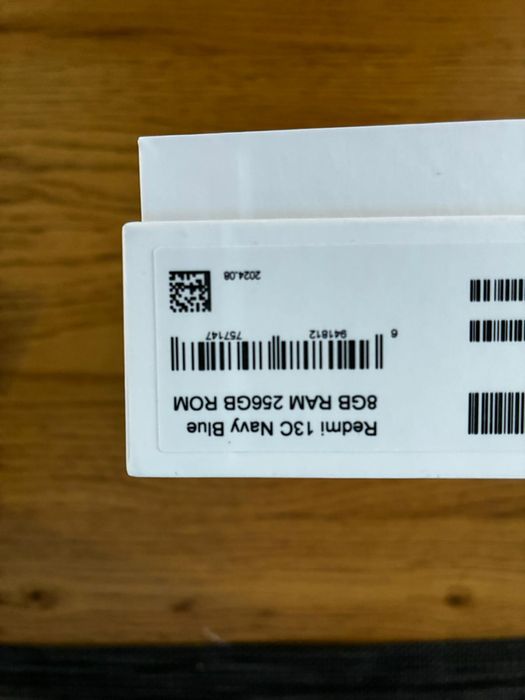 Redmi 13C Navy Blue
8GB RAM 256GB ROM
6 941812 757147
2024.08